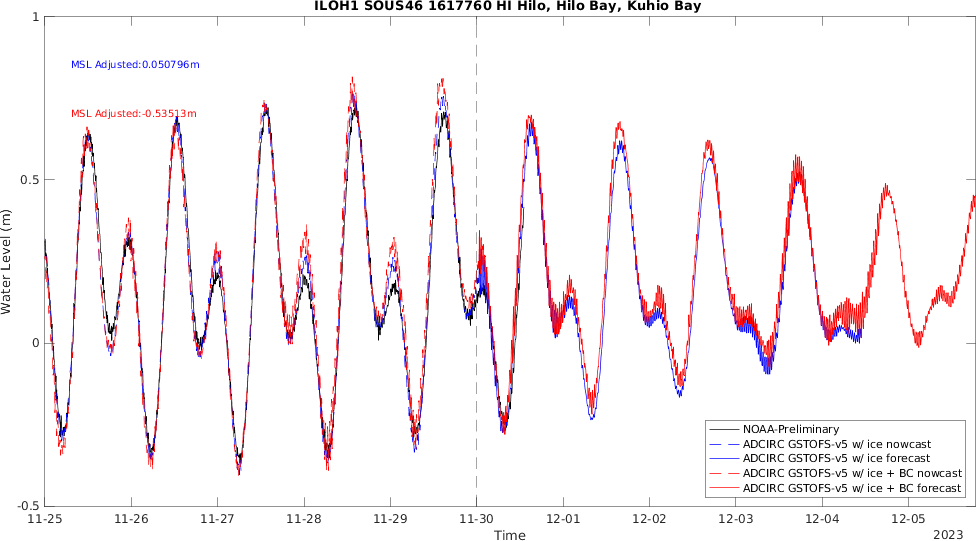 ILOH1 SOUS46 1617760 HI Hilo, Hilo Bay, Kuhio Bay
1
MSL Adjusted:0.050796m
MSL Adjusted:-0.53513m
0.5
Water Level (m)
0
NOAA-Preliminary
ADCIRC GSTOFS-v5 w/ ice nowcast
ADCIRC GSTOFS-v5 w/ ice forecast
ADCIRC GSTOFS-v5 w/ ice + BC nowcast
ADCIRC GSTOFS-v5 w/ ice + BC forecast
-0.5
11-25 11-26 11-27 11-28 11-29 11-30 12-01 12-02 12-03 12-04 12-05
Time
2023